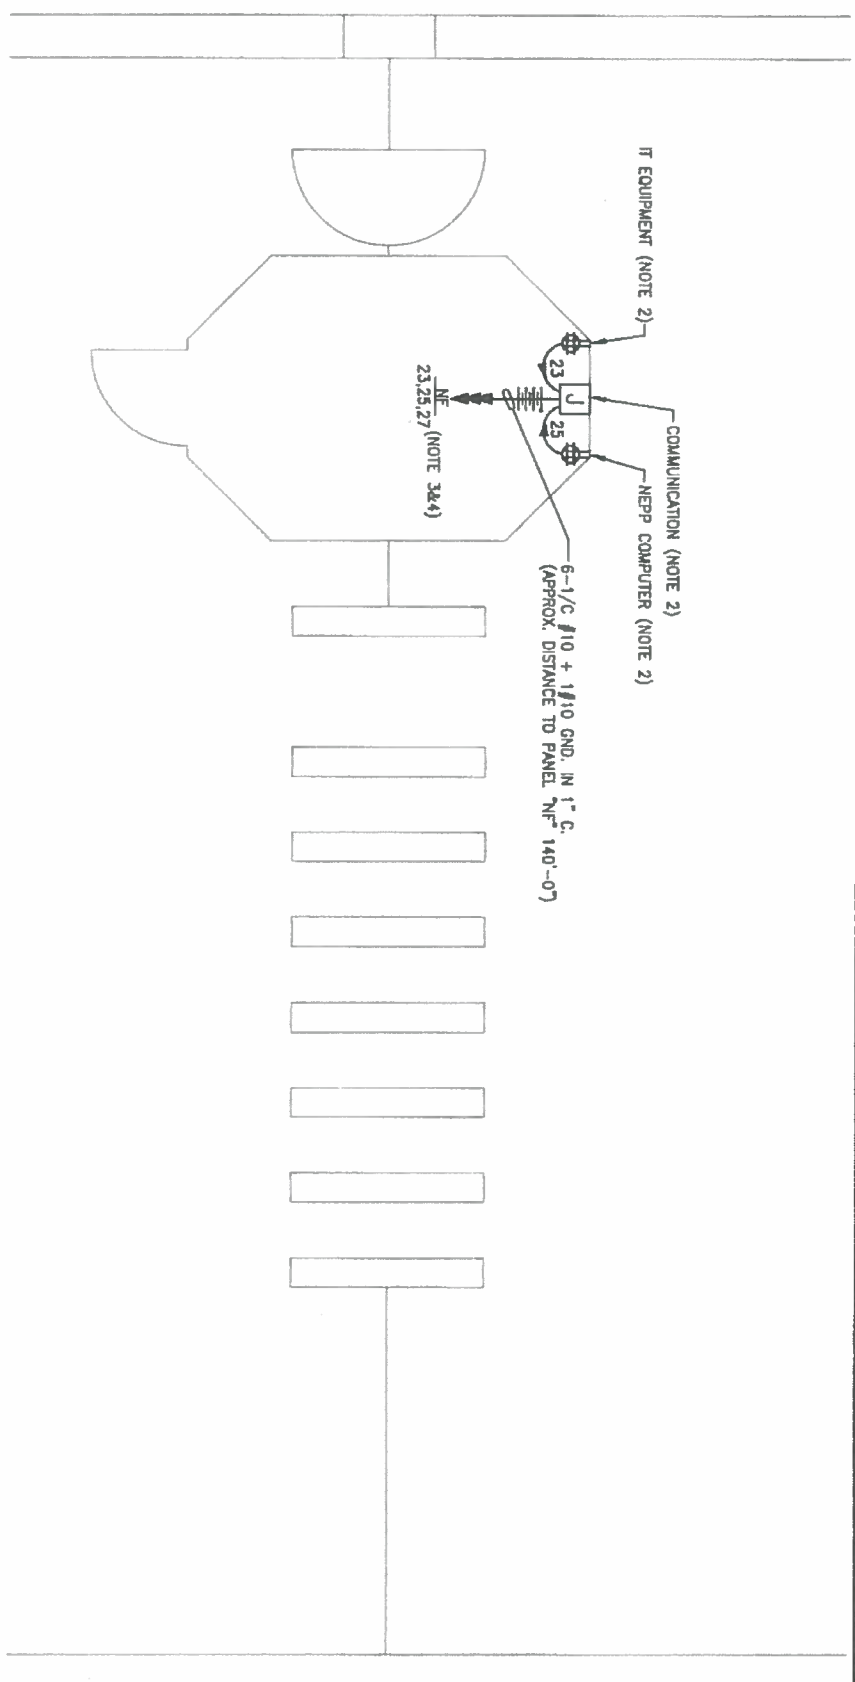 IT EQUIPMENT (NOTE 2)
COMMUNICATION (NOTE 2)
NEPP COMPUTER (NOTE 2)
23
J
25
NF
23,25,27 (NOTE 3&4)
6-1/C #10 + 1#10 GND. IN 1" C.
(APPROX. DISTANCE TO PANEL "NF" 140'-0")